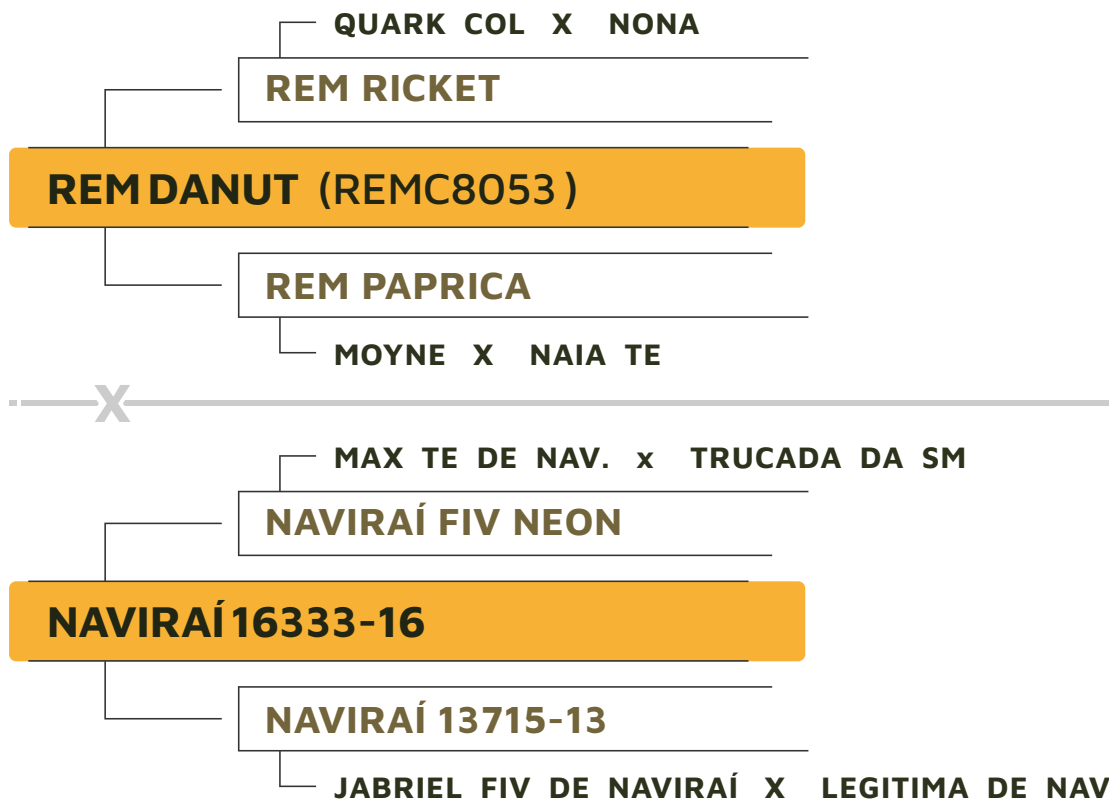 QUARK COL X NONA
REM RICKET
REM DANUT (REMC8053)
REM PAPRICA
MOYNE X NAIA TE
X
MAX TE DE NAV. x TRUCADA DA SM
NAVIRAÍ FIV NEON
NAVIRAÍ 16333-16
NAVIRAÍ 13715-13
JABRIEL FIV DE NAVIRAÍ X LEGITIMA DE NAV